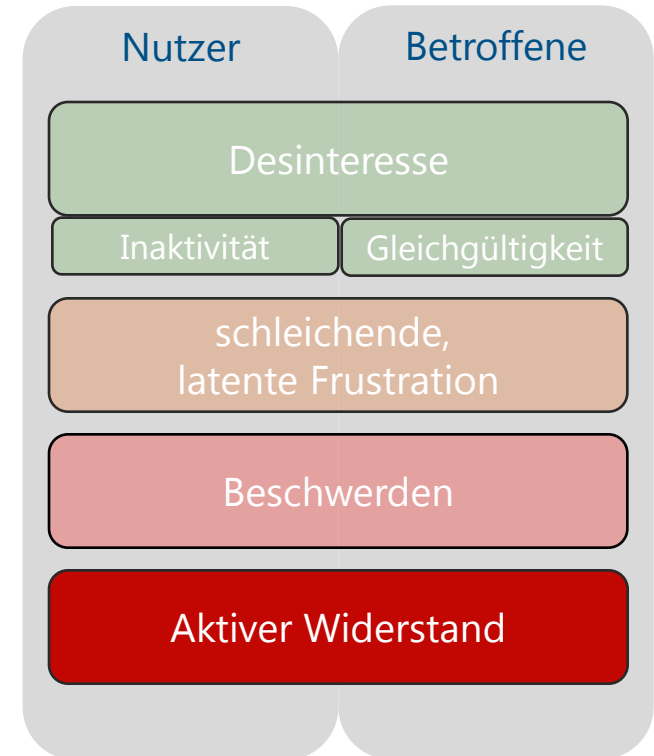 Nutzer
Betroffene
Desinteresse
Inaktivität
Gleichgültigkeit
schleichende,
latente Frustration
Beschwerden
Aktiver Widerstand